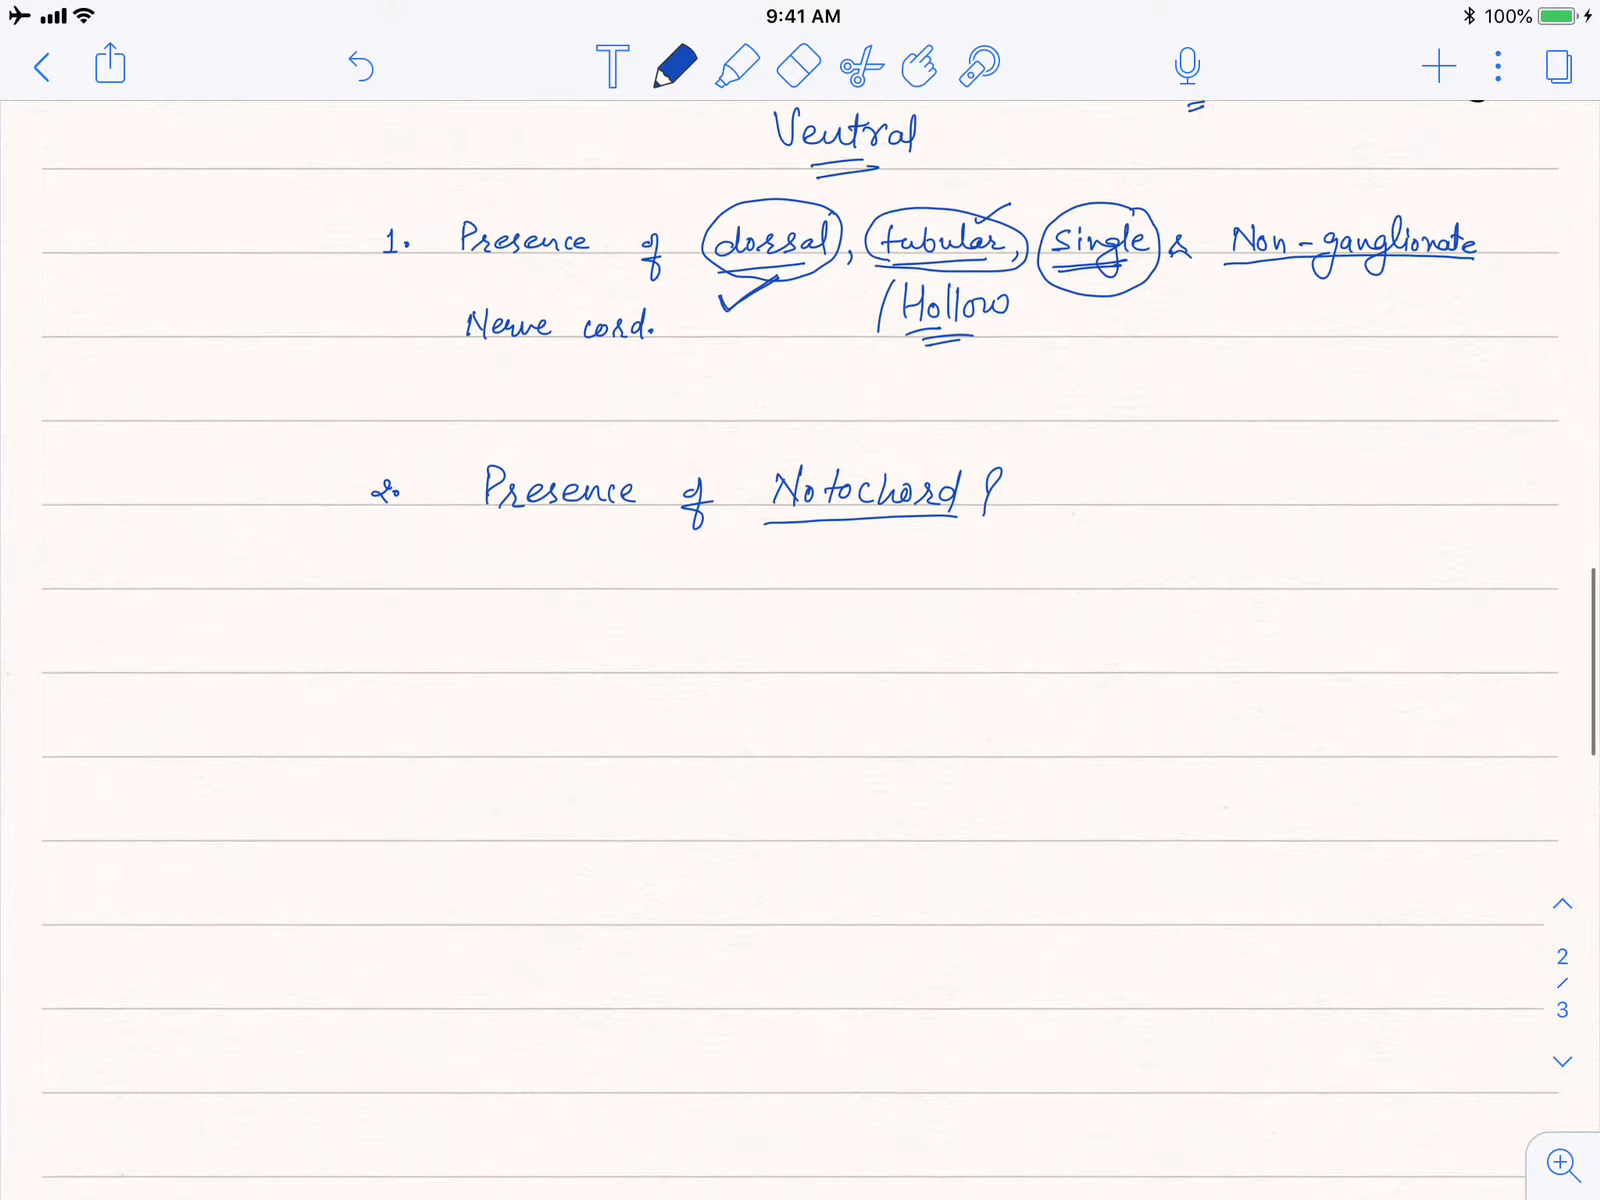 9:41 AM
100%
T
Ventral
1. Presence of dorsal, tubular, single & Non-ganglionate
/Hollow
Nerve cord.
2. Presence of Notochord ?
2
/
3